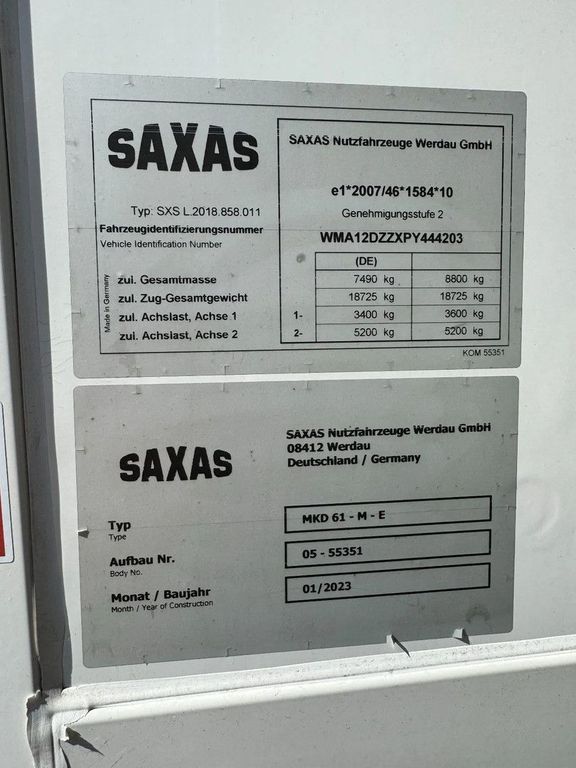 SAXAS
SAXAS Nutzfahrzeuge Werdau GmbH
e1*2007/46*1584*10
Typ: SXS L.2018.858.011
Genehmigungsstufe 2
Fahrzeugidentifizierungsnummer
Vehicle Identification Number
WMA12DZZXPY444203
(DE)
zul. Gesamtmasse 7490 kg 8800 kg
zul. Zug-Gesamtgewicht 18725 kg 18725 kg
zul. Achslast, Achse 1 1- 3400 kg 3600 kg
zul. Achslast, Achse 2 2- 5200 kg 5200 kg
Made in Germany
KOM 55351
SAXAS
SAXAS Nutzfahrzeuge Werdau GmbH
08412 Werdau
Deutschland / Germany
Typ MKD 61 - M - E
Type
Aufbau Nr. 05 - 55351
Body No.
Monat / Baujahr 01/2023
Month / Year of Construction